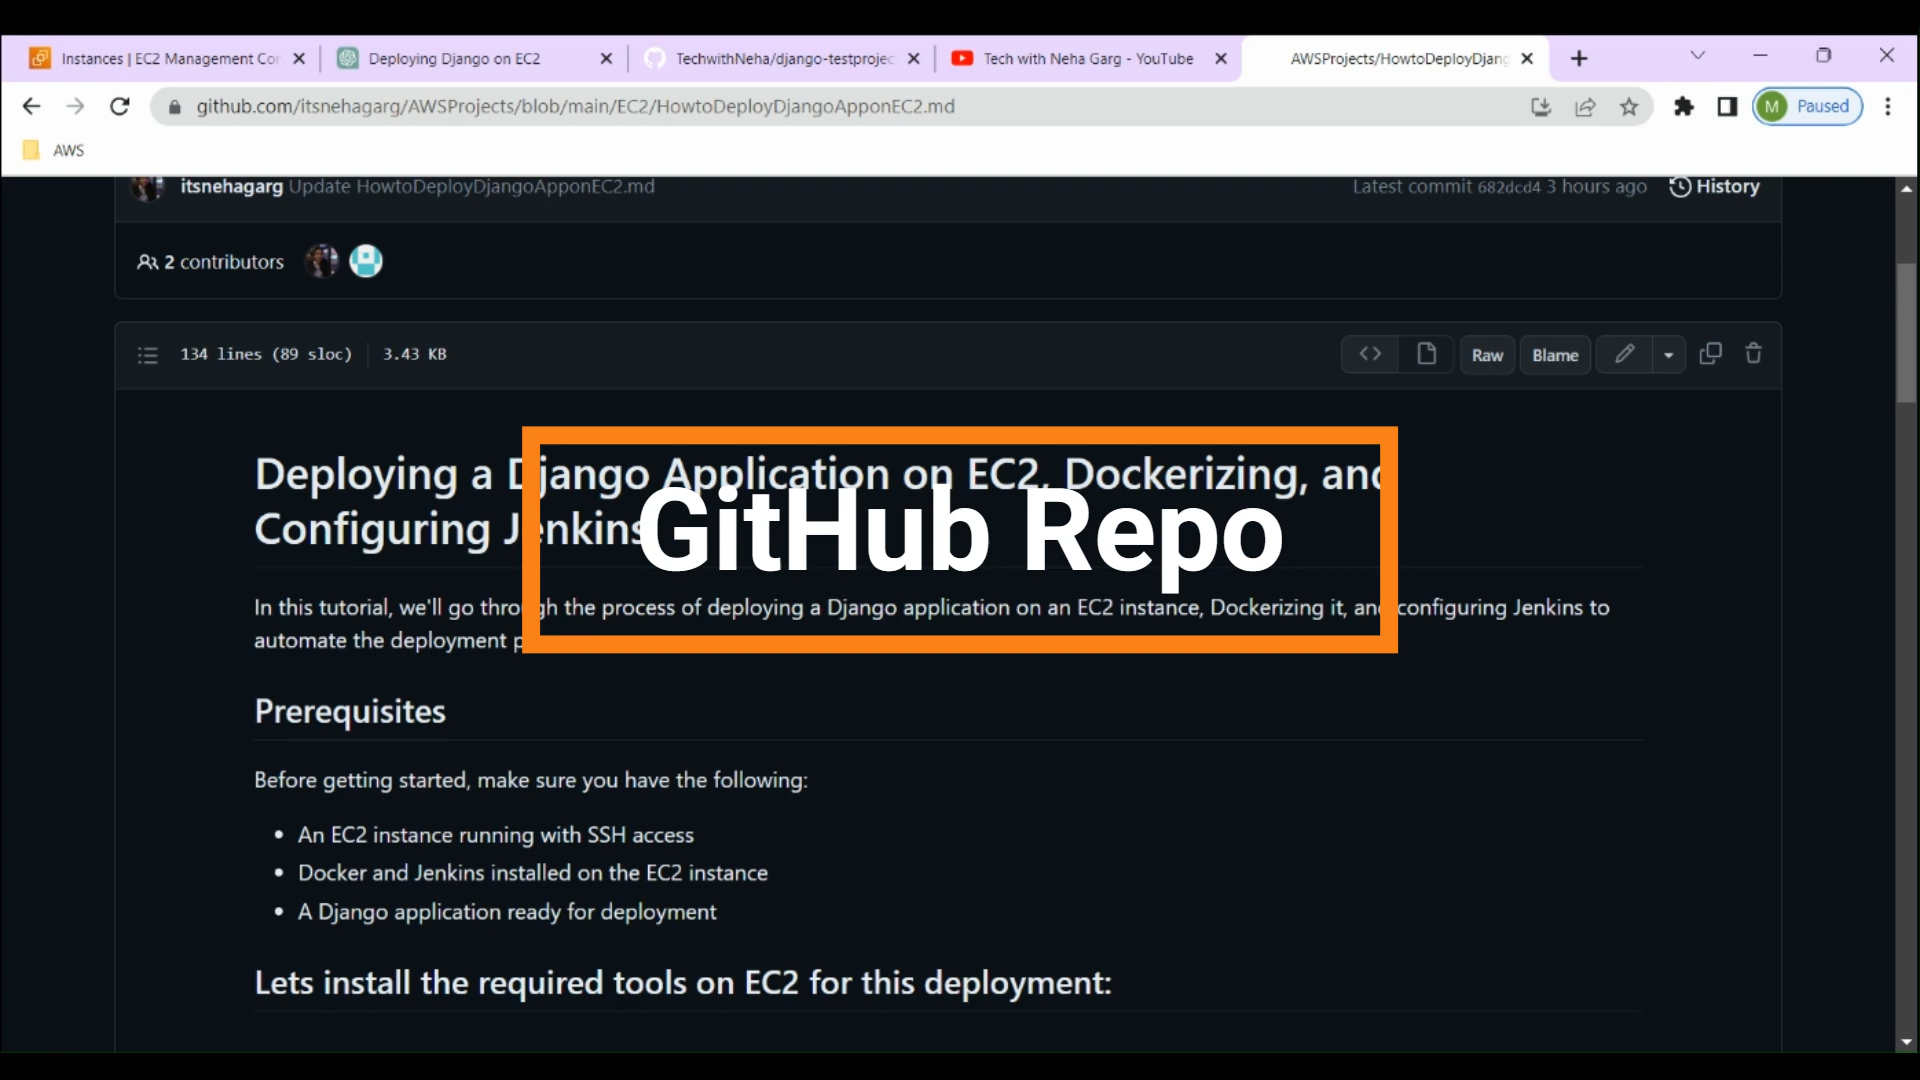 Instances | EC2 Management Con
Deploying Django on EC2
TechwithNeha/django-testprojec
Tech with Neha Garg - YouTube
AWSProjects/HowtoDeployDjang
github.com/itsnehagarg/AWSProjects/blob/main/EC2/HowtoDeployDjangoApponEC2.md
M Paused
AWS
itsnehagarg Update HowtoDeployDjangoApponEC2.md
Latest commit 682dcd4 3 hours ago
History
2 contributors
134 lines (89 sloc)
3.43 KB
Raw
Blame
Deploying a Django Application on EC2, Dockerizing, and
Configuring Jenkins
GitHub Repo
In this tutorial, we'll go through the process of deploying a Django application on an EC2 instance, Dockerizing it, and configuring Jenkins to
automate the deployment p
Prerequisites
Before getting started, make sure you have the following:
• An EC2 instance running with SSH access
• Docker and Jenkins installed on the EC2 instance
• A Django application ready for deployment
Lets install the required tools on EC2 for this deployment: